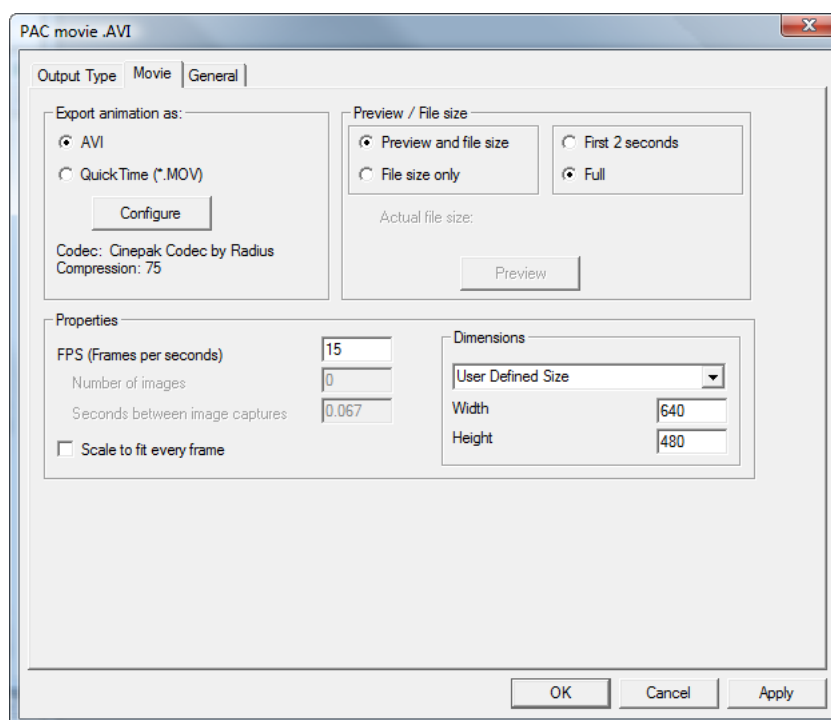 PAC movie .AVI
Output Type Movie General
Export animation as:
AVI
QuickTime (*.MOV)
Configure
Codec: Cinepak Codec by Radius
Compression: 75
Preview / File size
Preview and file size
File size only
First 2 seconds
Full
Actual file size:
Preview
Properties
FPS (Frames per seconds) 15
Number of images 0
Seconds between image captures 0.067
Scale to fit every frame
Dimensions
User Defined Size
Width 640
Height 480
OK Cancel Apply